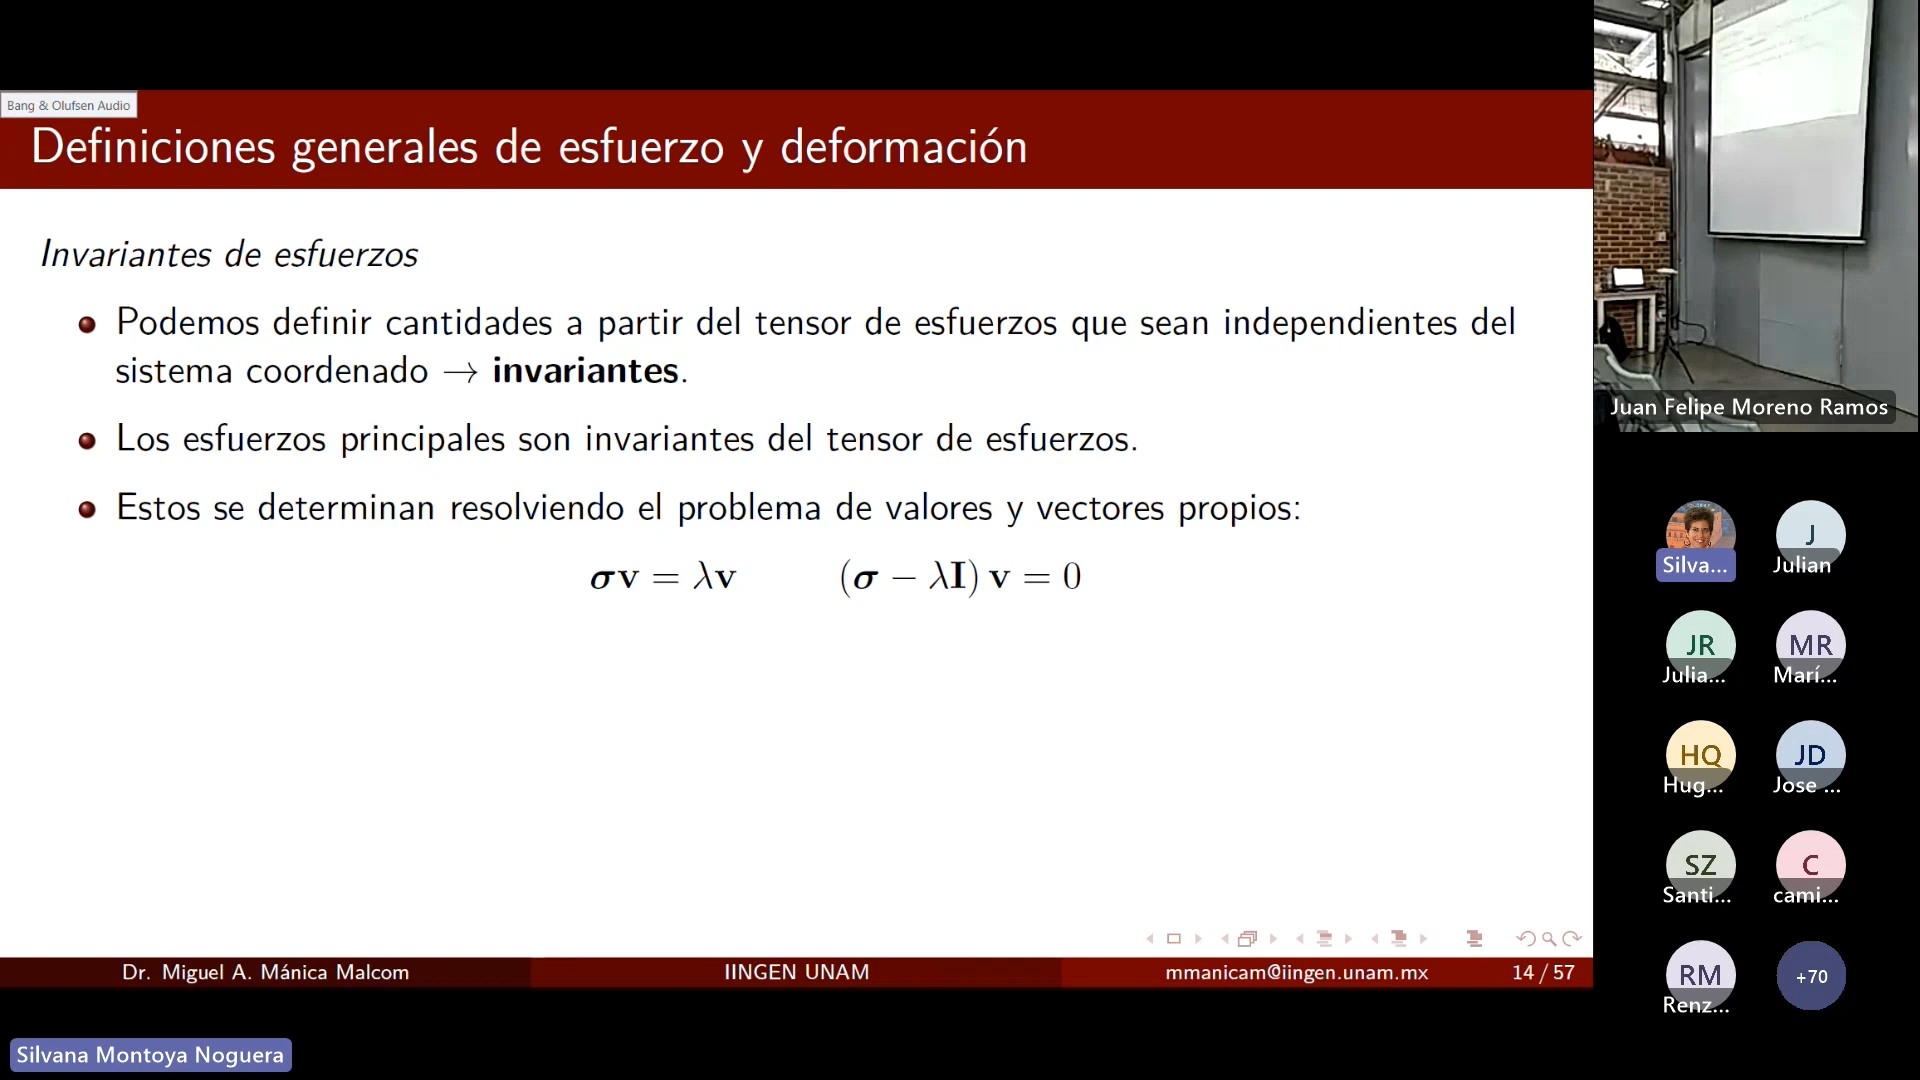 Bang & Olufsen Audio
Definiciones generales de esfuerzo y deformación
Invariantes de esfuerzos
Podemos definir cantidades a partir del tensor de esfuerzos que sean independientes del
sistema coordenado → invariantes.
Los esfuerzos principales son invariantes del tensor de esfuerzos.
Estos se determinan resolviendo el problema de valores y vectores propios:
σv = λv (σ − λI) v = 0
Dr. Miguel A. Mánica Malcom IINGEN UNAM mmanicam@iingen.unam.mx 14 / 57
Silvana Montoya Noguera
Juan Felipe Moreno Ramos
Silva...
J
Julian
JR
Julia...
MR
Marí...
HQ
Hug...
JD
Jose ...
SZ
Santi...
C
cami...
RM
Renz...
+70